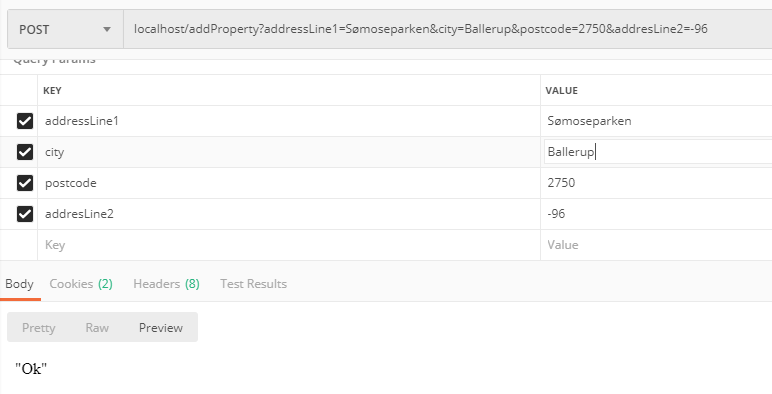 POST localhost/addProperty?addressLine1=Sømoseparken&city=Ballerup&postcode=2750&addresLine2=-96
Query Params
KEY VALUE
addressLine1 Sømoseparken
city Ballerup
postcode 2750
addresLine2 -96
Key Value
Body Cookies (2) Headers (8) Test Results
Pretty Raw Preview
"Ok"